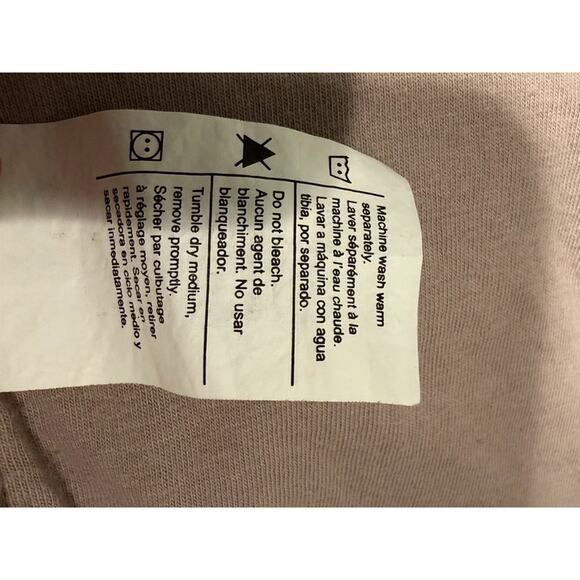 Machine wash warm
separately.
Laver séparément à la
machine à l'eau chaude.
Lavar a máquina con agua
tibia, por separado.
Do not bleach.
Aucun agent de
blanchiment. No usar
blanqueador.
Tumble dry medium,
remove promptly.
Sécher par culbutage
à réglage moyen, retirer
rapidement. Secar en
secadora en ciclo medio y
sacar inmediatamente.